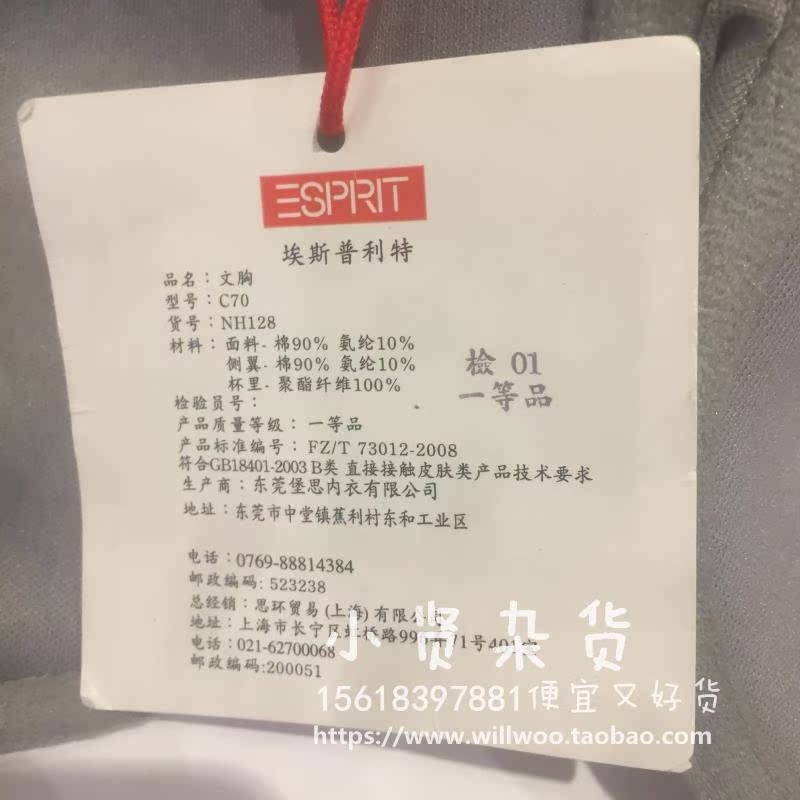 ESPRIT
埃斯普利特
品名：文胸
型号：C70
货号：NH128
材料：面料- 棉90% 氨纶10%
侧翼- 棉90% 氨纶10%
杯里- 聚酯纤维100%
檢 01
一等品
检验员号：
产品质量等级：一等品
产品标准编号：FZ/T 73012-2008
符合GB18401-2003 B类 直接接触皮肤类产品技术要求
生产商：东莞堡思内衣有限公司
地址：东莞市中堂镇蕉利村东和工业区
电话：0769-88814384
邮政编码: 523238
总经销：思环贸易(上海)有限公司
地址：上海市长宁区虹桥路99
电话：021-62700068
邮政编码:200051
小贤杂货
15618397881便宜又好货
https://www.willwoo.taobao.com